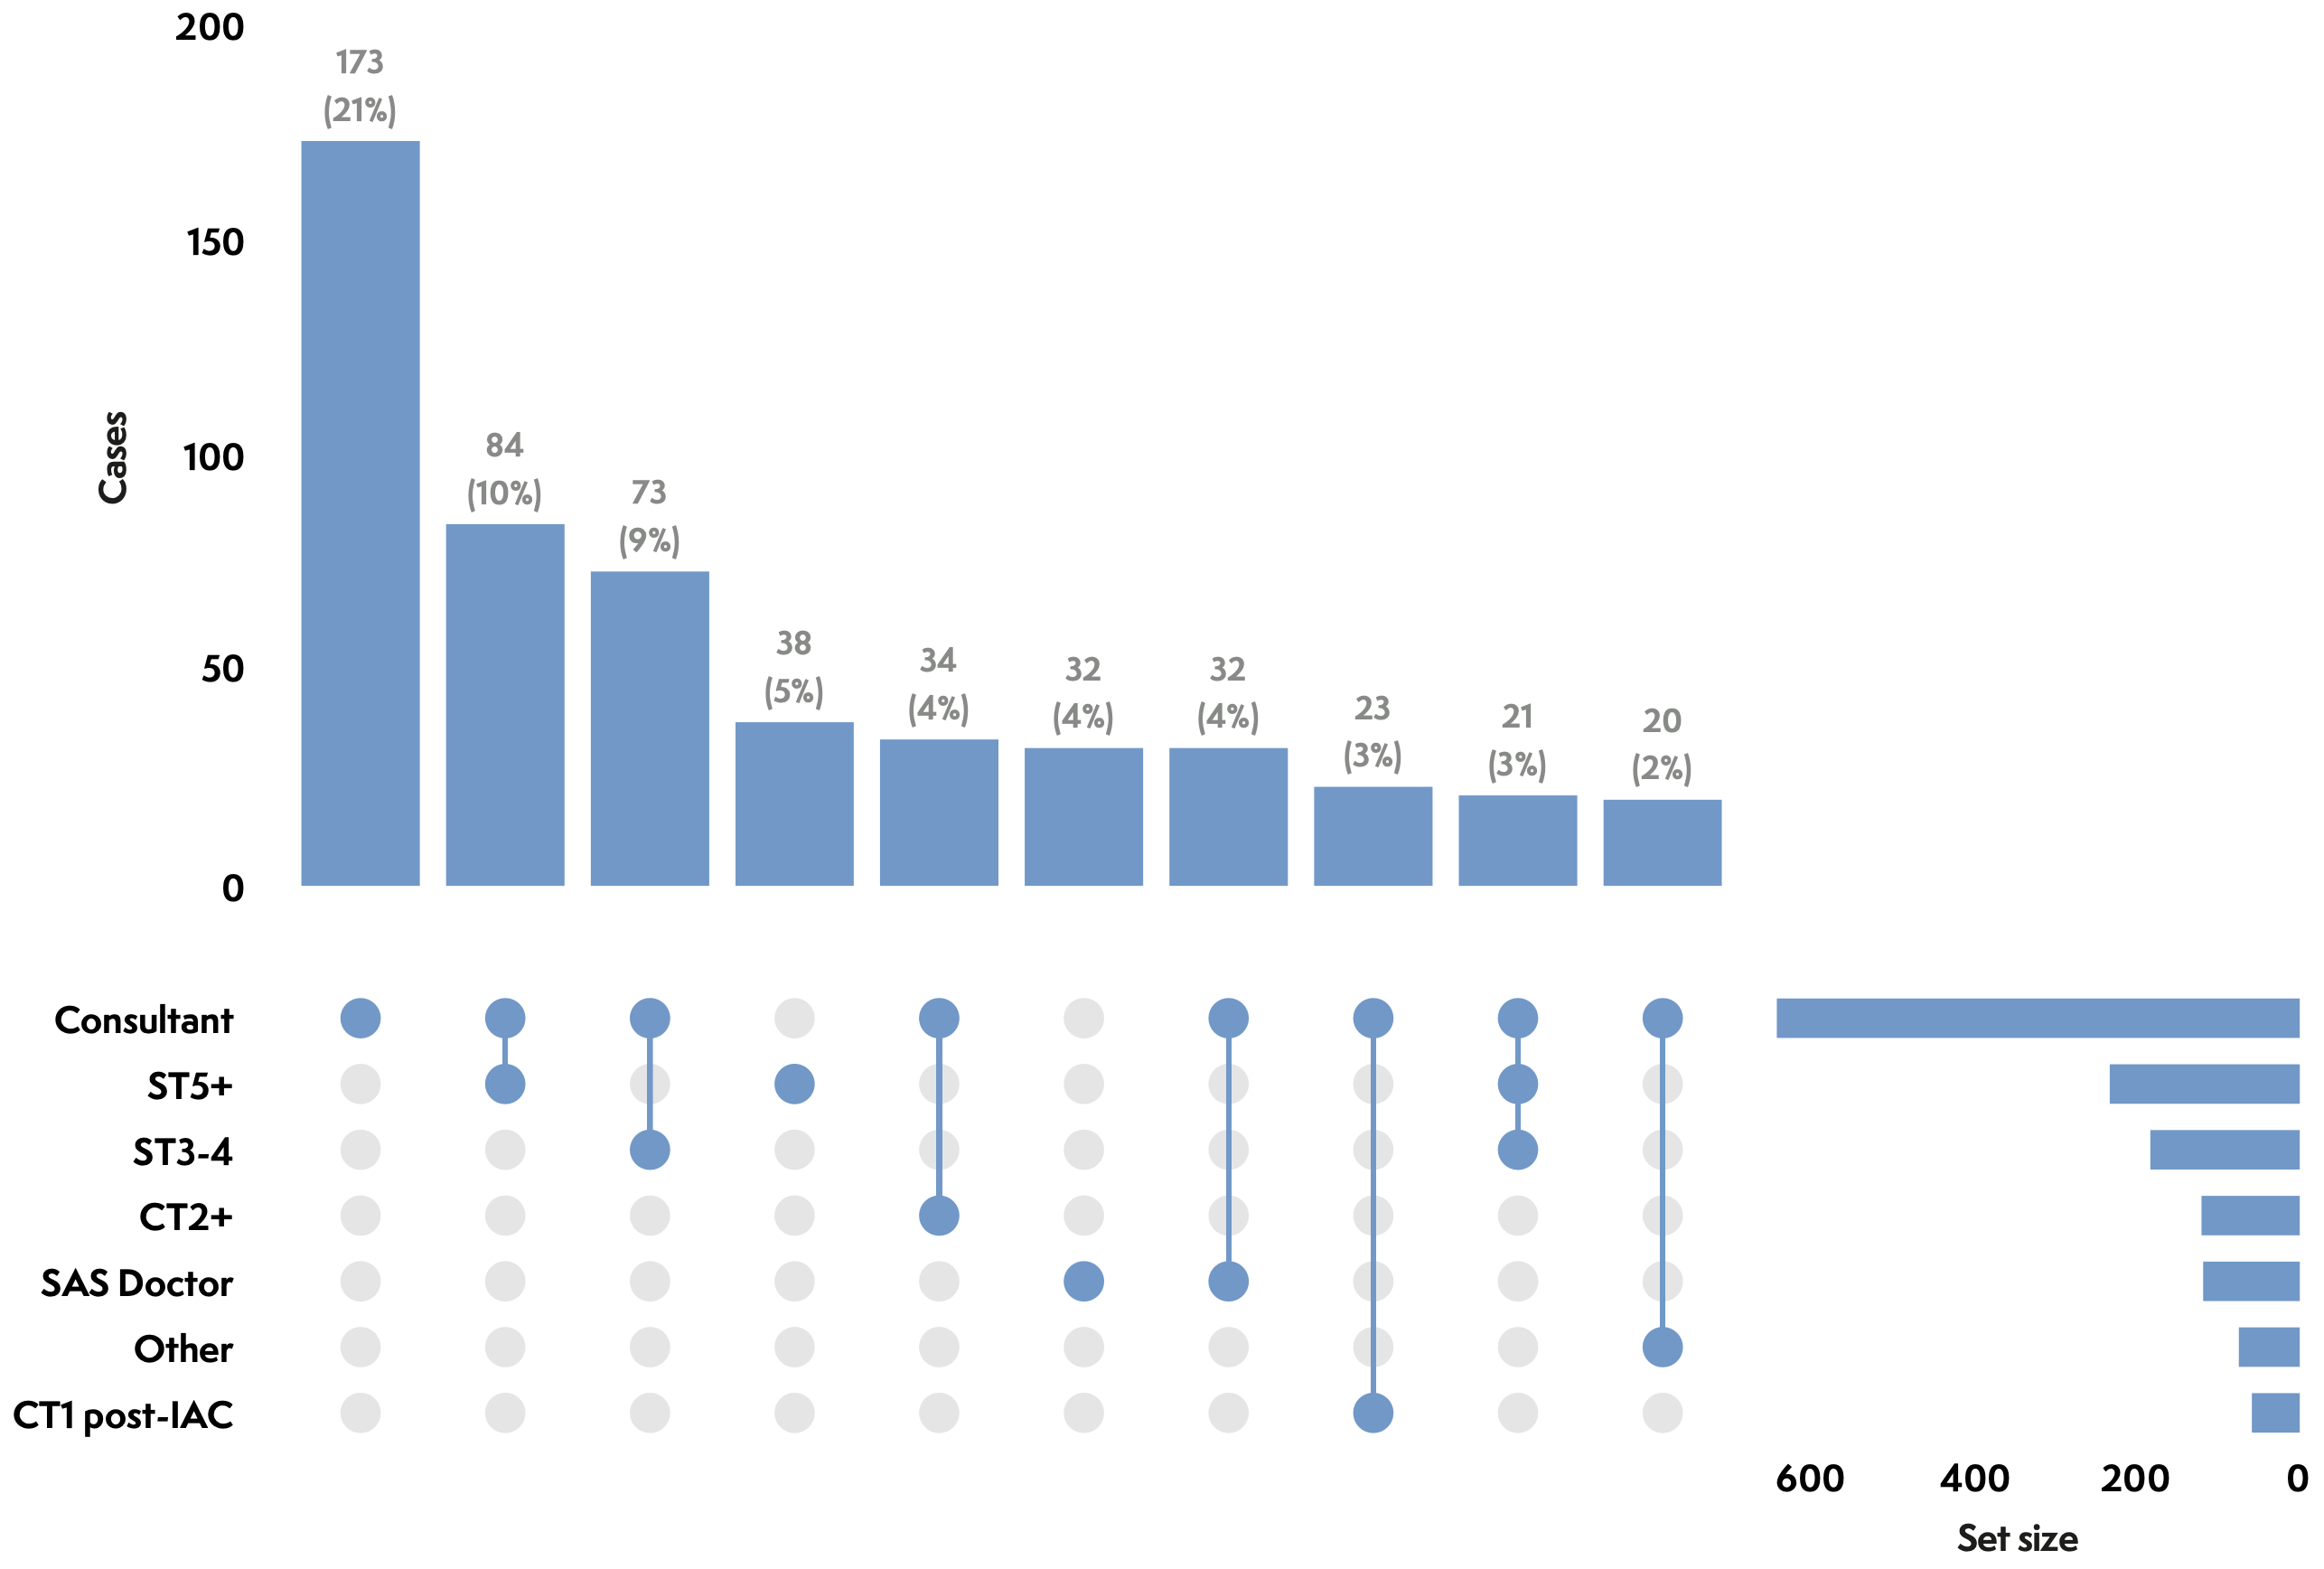 200
150
100
50
0
Cases
173
(21%)
84
(10%)
73
(9%)
38
(5%)
34
(4%)
32
(4%)
32
(4%)
23
(3%)
21
(3%)
20
(2%)
Consultant
ST5+
ST3-4
CT2+
SAS Doctor
Other
CT1 post-IAC
600 400 200 0
Set size